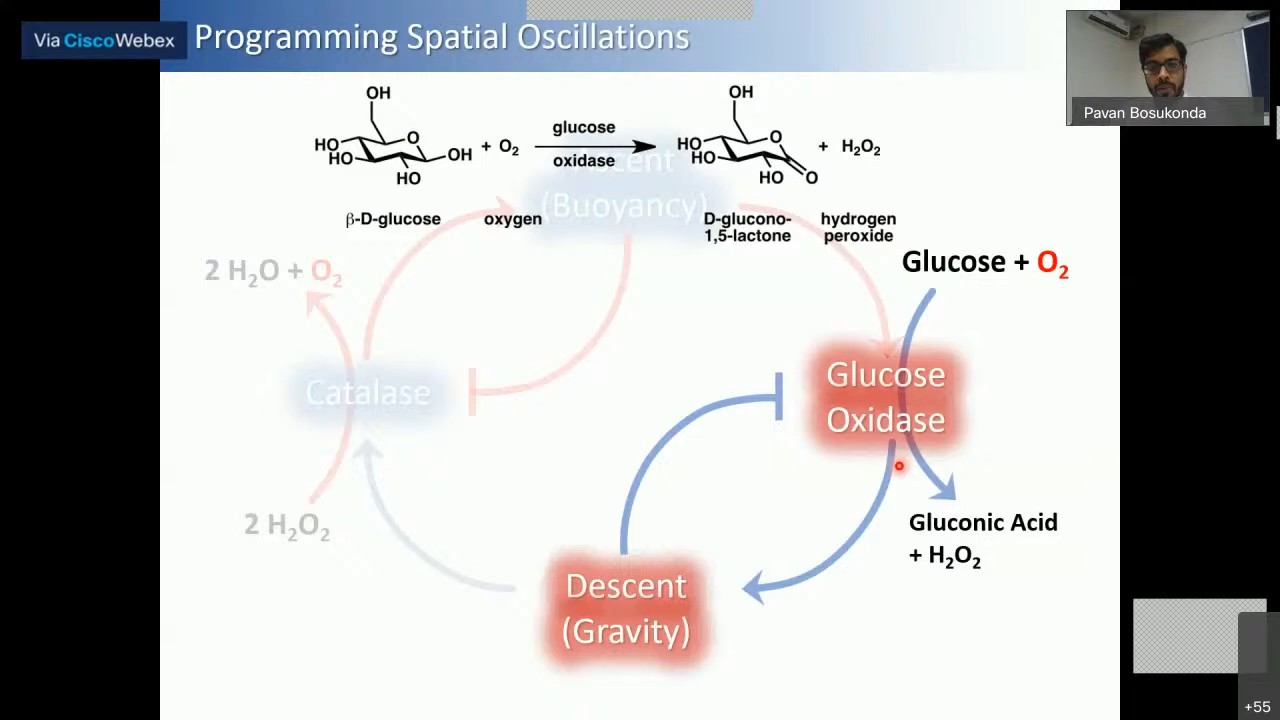 Via Cisco Webex
Programming Spatial Oscillations
Pavan Bosukonda
OH
HO
HO
O
OH
HO
+ O2
glucose
oxidase
OH
HO
HO
O
HO
O
+ H2O2
β-D-glucose
oxygen
D-glucono-
1,5-lactone
hydrogen
peroxide
Ascent
(Buoyancy)
2 H2O + O2
Glucose + O2
Catalase
Glucose
Oxidase
2 H2O2
Gluconic Acid
+ H2O2
Descent
(Gravity)
+55